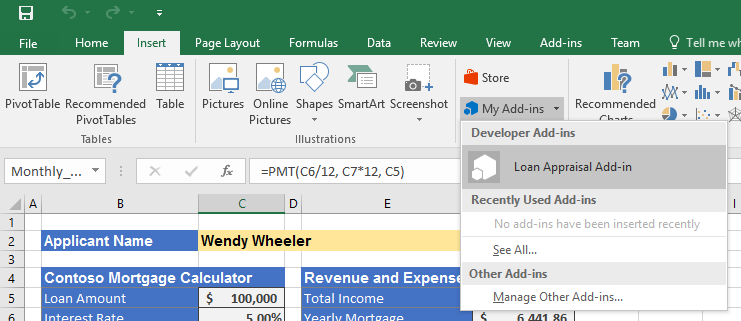 File Home Insert Page Layout Formulas Data Review View Add-ins Team Tell me wh
PivotTable Recommended PivotTables Table
Tables
Pictures Online Pictures Shapes SmartArt Screenshot
Illustrations
Store
My Add-ins
Recommended Charts
Developer Add-ins
Loan Appraisal Add-in
Recently Used Add-ins
No add-ins have been inserted recently
See All...
Other Add-ins
Manage Other Add-ins...
Monthly_... fx =PMT(C6/12, C7*12, C5)
A B C D E I
1
2 Applicant Name Wendy Wheeler
3
4 Contoso Mortgage Calculator Revenue and Expense
5 Loan Amount $ 100,000 Total Income
6 Interest Rate 5.00% Yearly Mortgage $ 6,441.86